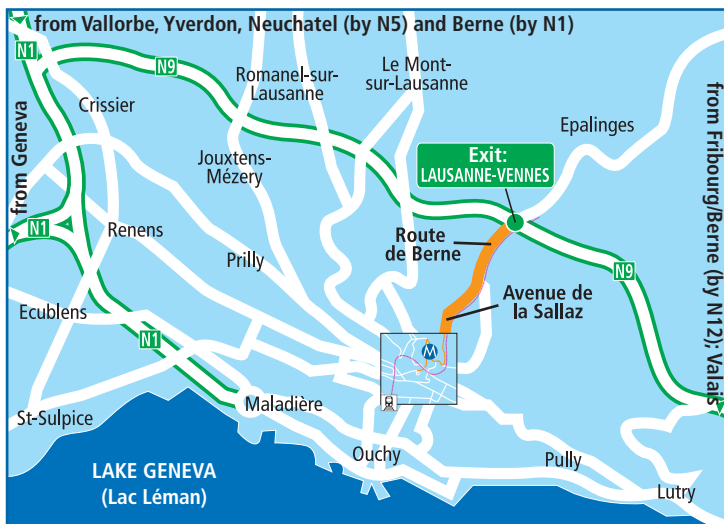 from Vallorbe, Yverdon, Neuchatel (by N5) and Berne (by N1)
N1
N9
Romanel-sur-
Lausanne
Le Mont-
sur-Lausanne
Crissier
Epalinges
from Geneva
from Fribourg/Berne (by N12); Valais
Exit:
LAUSANNE-VENNES
Jouxtens-
Mézery
N1
Renens
Route
de Berne
Prilly
N9
Ecublens
Avenue de
la Sallaz
N1
M
St-Sulpice
Maladière
Ouchy
Pully
LAKE GENEVA
(Lac Léman)
Lutry